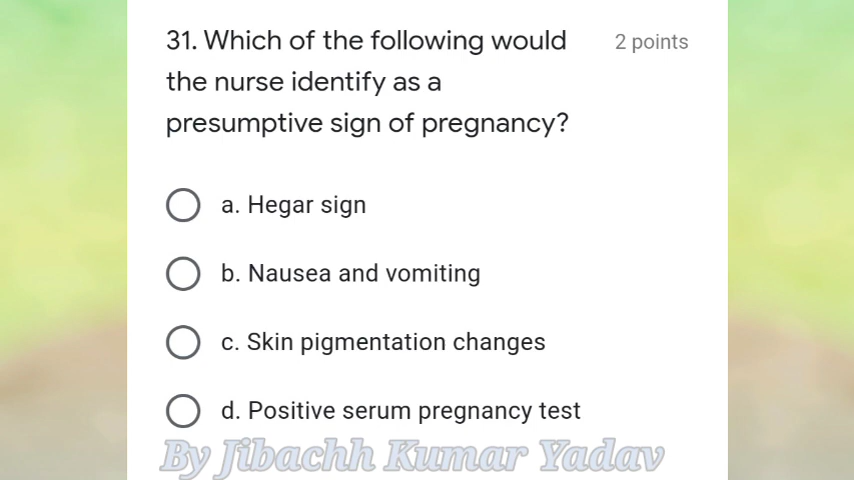 31. Which of the following would
2 points
the nurse identify as a
presumptive sign of pregnancy?
a. Hegar sign
b. Nausea and vomiting
c. Skin pigmentation changes
d. Positive serum pregnancy test
By Jibachh Kumar Yadav